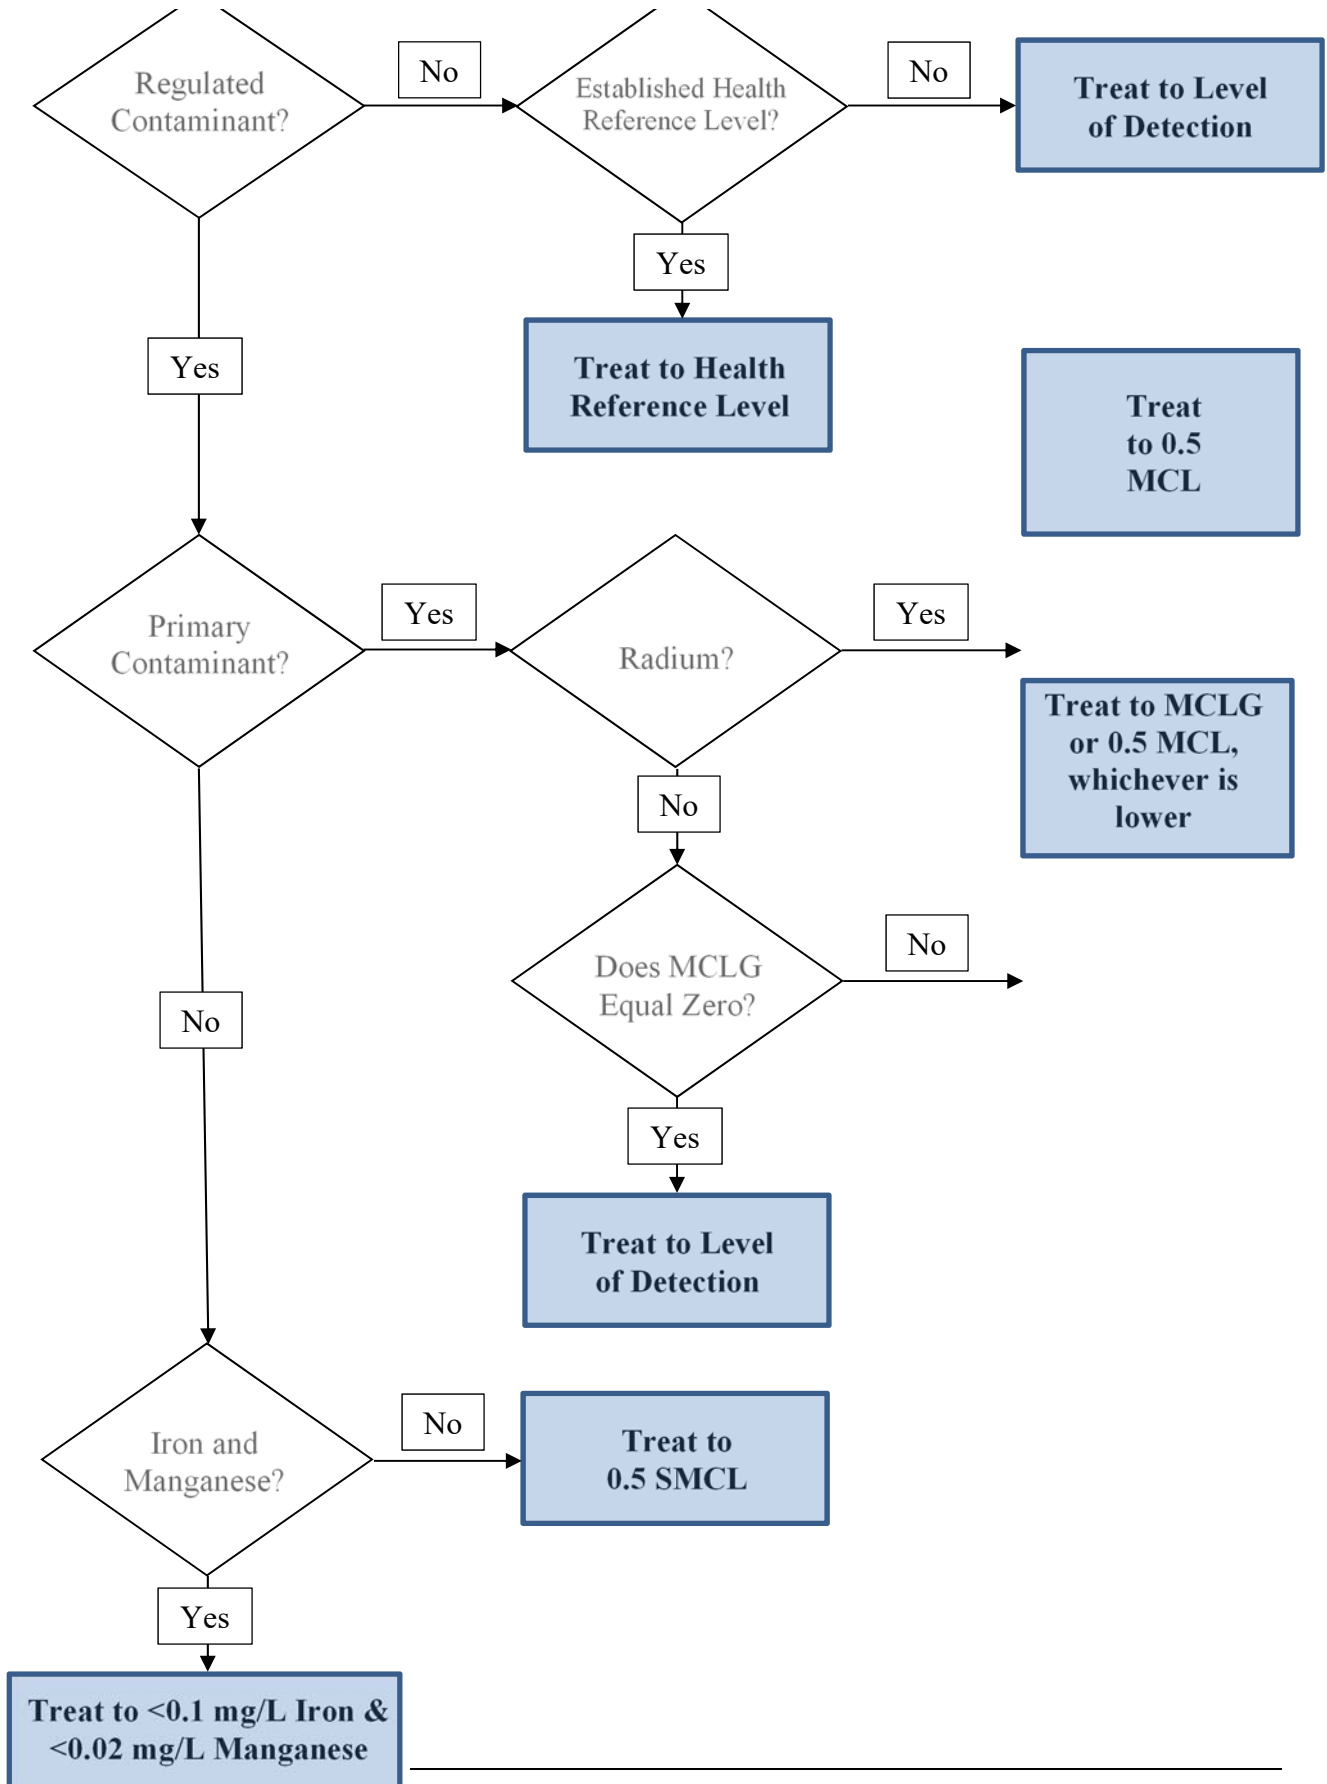 Regulated
Contaminant?
No
Established Health
Reference Level?
No
Treat to Level
of Detection
Yes
Treat to Health
Reference Level
Yes
Treat
to 0.5
MCL
Primary
Contaminant?
Yes
Radium?
Yes
Treat to MCLG
or 0.5 MCL,
whichever is
lower
No
Does MCLG
Equal Zero?
No
No
Yes
Treat to Level
of Detection
Iron and
Manganese?
No
Treat to
0.5 SMCL
Yes
Treat to <0.1 mg/L Iron &
<0.02 mg/L Manganese